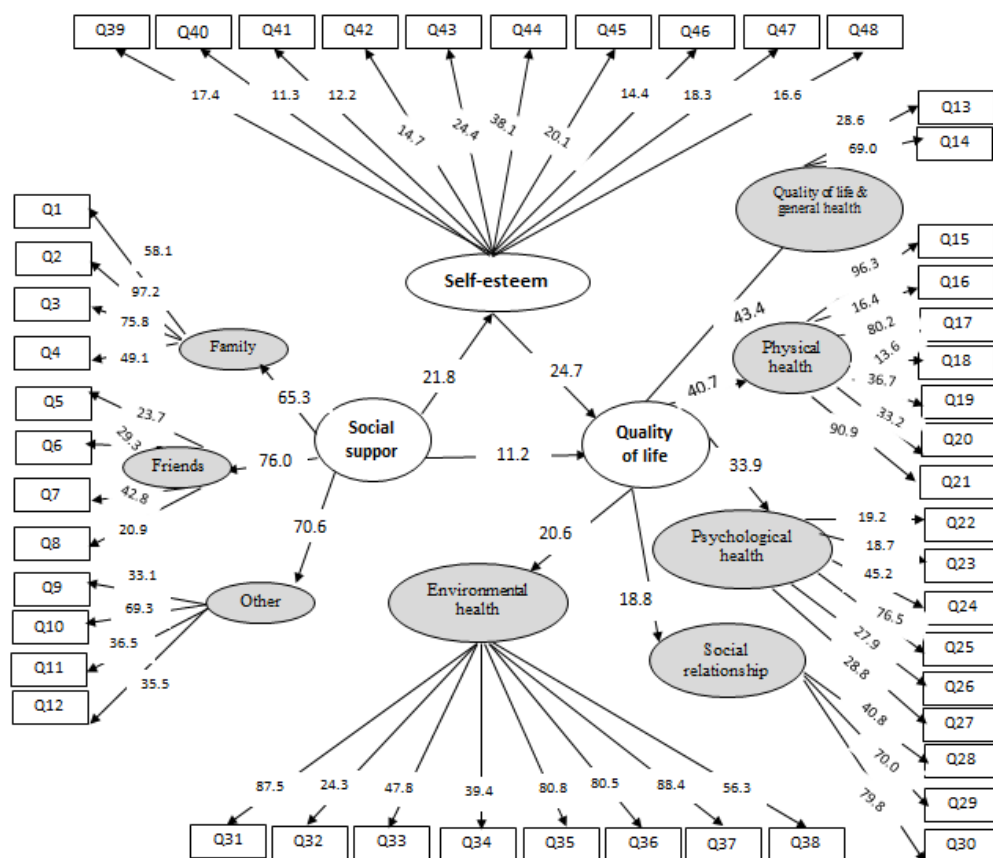 Q39 Q40 Q41 Q42 Q43 Q44 Q45 Q46 Q47 Q48
17.4 11.3 12.2 14.7 24.4 38.1 20.1 14.4 18.3 16.6
Q13
28.6
Q14
69.0
Quality of life &
general health
Q1
58.1
Q2
97.2
Q3
75.8
Q4
49.1
Family
Self-esteem
Q15
96.3
Q16
16.4
Q17
80.2
Q18
13.6
Q19
36.7
Q20
33.2
Q21
90.9
Physical
health
43.4
40.7
65.3
21.8
24.7
Q5
23.7
Q6
29.3
Q7
42.8
Q8
20.9
Friends
76.0
Social
suppor
11.2
Quality
of life
33.9
70.6
20.6
18.8
Q9
33.1
Q10
69.3
Q11
36.5
Q12
35.5
Other
Environmental
health
Psychological
health
Q22
19.2
Q23
18.7
Q24
45.2
Q25
76.5
Q26
27.9
Q27
28.8
Social
relationship
Q28
40.8
Q29
70.0
Q30
79.8
87.5 24.3 47.8 39.4 80.8 80.5 88.4 56.3
Q31 Q32 Q33 Q34 Q35 Q36 Q37 Q38